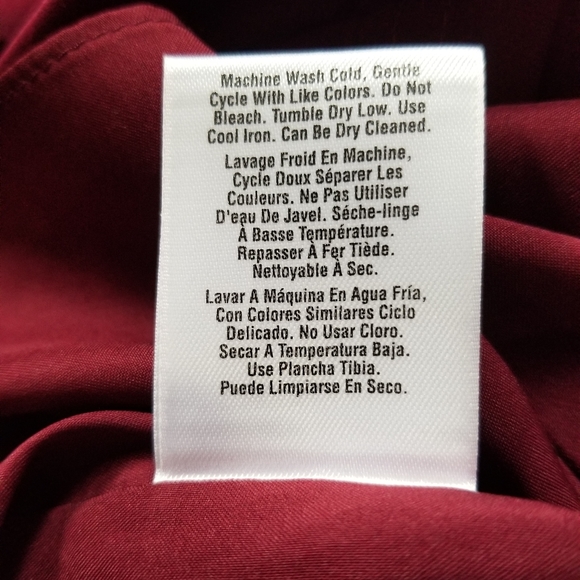 Machine Wash Cold, Gentle
Cycle With Like Colors. Do Not
Bleach. Tumble Dry Low. Use
Cool Iron. Can Be Dry Cleaned.
Lavage Froid En Machine,
Cycle Doux Séparer Les
Couleurs. Ne Pas Utiliser
D'eau De Javel. Séche-linge
À Basse Température.
Repasser À Fer Tiède.
Nettoyable À Sec.
Lavar A Máquina En Agua Fría,
Con Colores Similares Ciclo
Delicado. No Usar Cloro.
Secar A Temperatura Baja.
Use Plancha Tibia.
Puede Limpiarse En Seco.